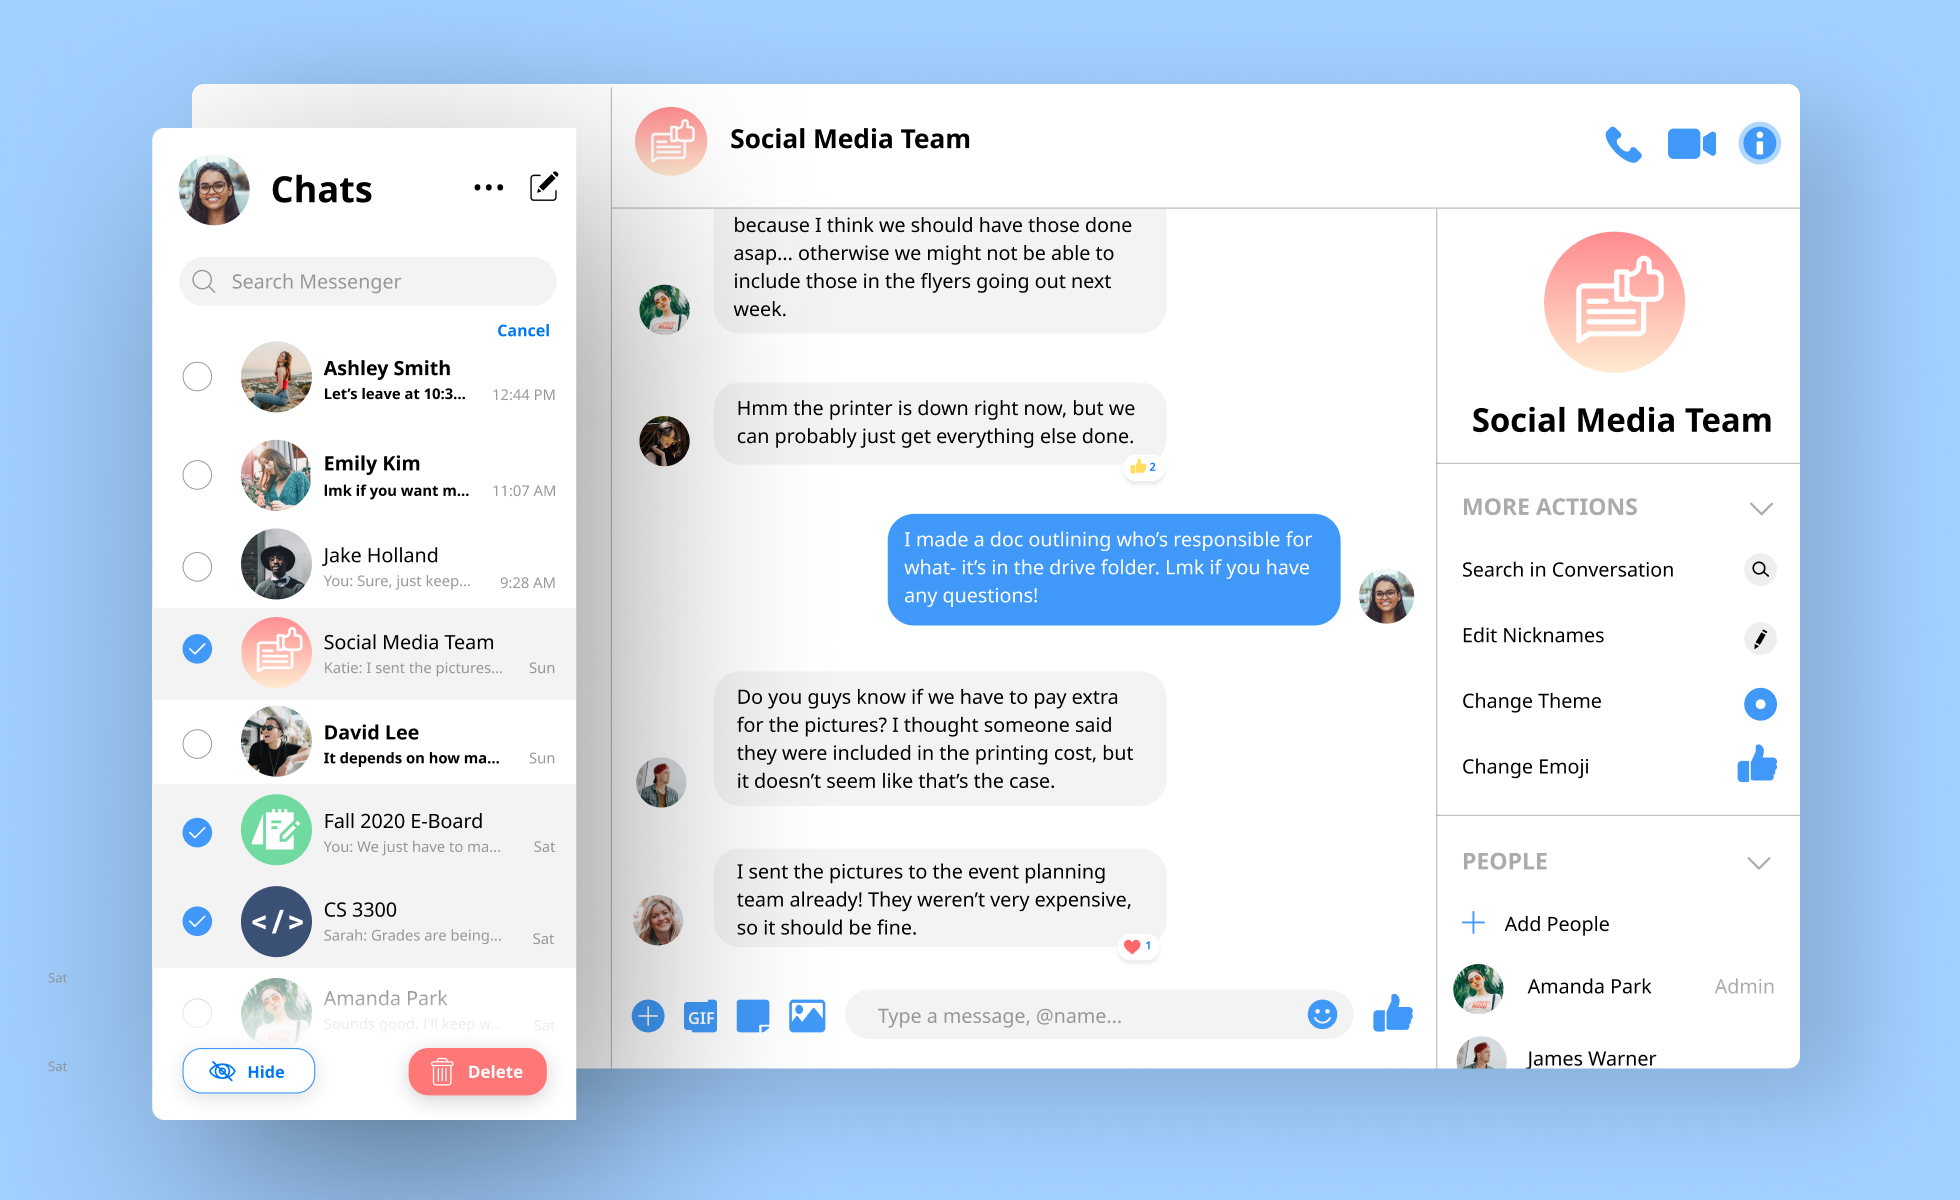 Chats
Search Messenger
Cancel
Ashley Smith
Let's leave at 10:3... 12:44 PM
Emily Kim
lmk if you want m... 11:07 AM
Jake Holland
You: Sure, just keep... 9:28 AM
Social Media Team
Katie: I sent the pictures... Sun
David Lee
It depends on how ma... Sun
Fall 2020 E-Board
You: We just have to ma... Sat
</>
CS 3300
Sarah: Grades are being... Sat
Amanda Park
Sounds good. I'll keep w... Sat
Hide
Delete
Sat
Sat
Social Media Team
because I think we should have those done
asap... otherwise we might not be able to
include those in the flyers going out next
week.
Hmm the printer is down right now, but we
can probably just get everything else done.
2
I made a doc outlining who's responsible for
what- it's in the drive folder. Lmk if you have
any questions!
Do you guys know if we have to pay extra
for the pictures? I thought someone said
they were included in the printing cost, but
it doesn't seem like that's the case.
I sent the pictures to the event planning
team already! They weren't very expensive,
so it should be fine.
1
GIF
Type a message, @name...
Social Media Team
MORE ACTIONS
Search in Conversation
Edit Nicknames
Change Theme
Change Emoji
PEOPLE
Add People
Amanda Park Admin
James Warner